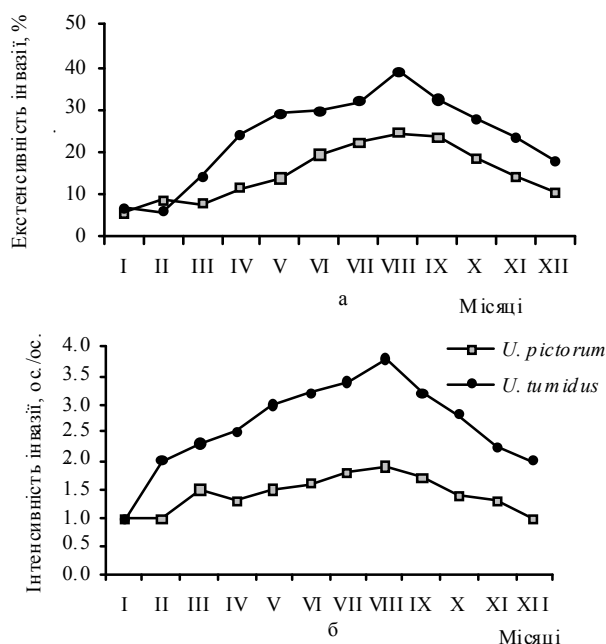 Екстенсивність інвазії, %
50
40
30
20
10
0
I II III IV V VI VII VIII IX X XI XII
а
Місяці
Інтенсивність інвазії, ос./ос.
4.0
3.5
3.0
2.5
2.0
1.5
1.0
0.5
0.0
U. pictorum
U. tumidus
I II III IV V VI VII VIII IX X XI XII
б
Місяці